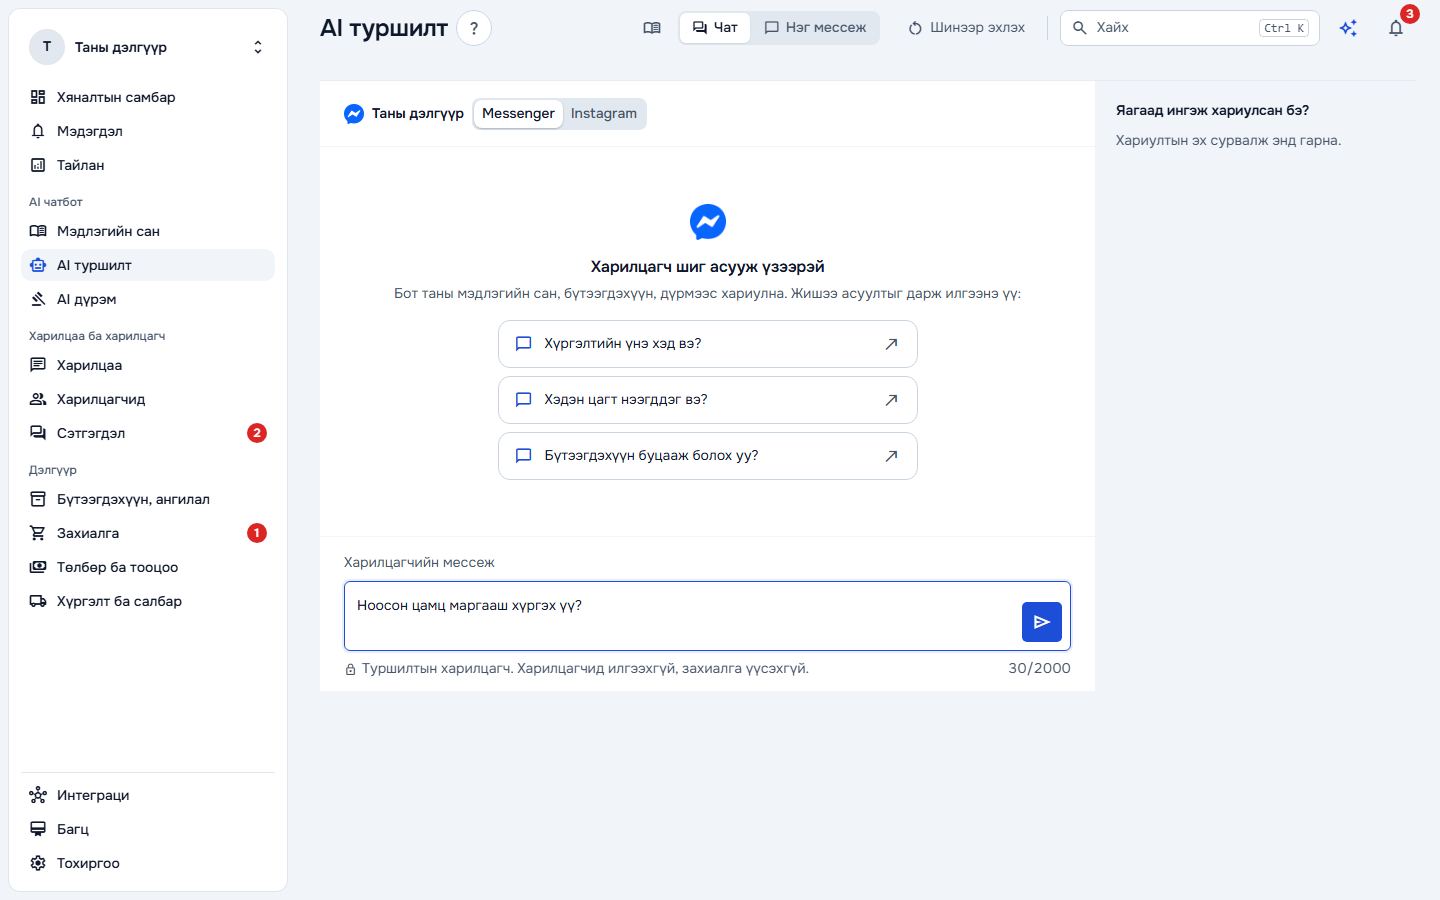 Т
Таны дэлгүүр
Хяналтын самбар
Мэдэгдэл
Тайлан
AI чатбот
Мэдлэгийн сан
AI туршилт
AI дүрэм
Харилцаа ба харилцагч
Харилцаа
Харилцагчид
Сэтгэгдэл 2
Дэлгүүр
Бүтээгдэхүүн, ангилал
Захиалга 1
Төлбөр ба тооцоо
Хүргэлт ба салбар
Интеграци
Багц
Тохиргоо
AI туршилт ?
Чат
Нэг мессеж
Шинээр эхлэх
Хайх Ctrl K
3
Таны дэлгүүр Messenger Instagram
Харилцагч шиг асууж үзээрэй
Бот таны мэдлэгийн сан, бүтээгдэхүүн, дүрмээс хариулна. Жишээ асуултыг дарж илгээнэ үү:
Хүргэлтийн үнэ хэд вэ?
Хэдэн цагт нээгддэг вэ?
Бүтээгдэхүүн буцааж болох уу?
Харилцагчийн мессеж
Ноосон цамц маргааш хүргэх үү?
Туршилтын харилцагч. Харилцагчид илгээхгүй, захиалга үүсэхгүй. 30/2000
Яагаад ингэж хариулсан бэ?
Хариултын эх сурвалж энд гарна.